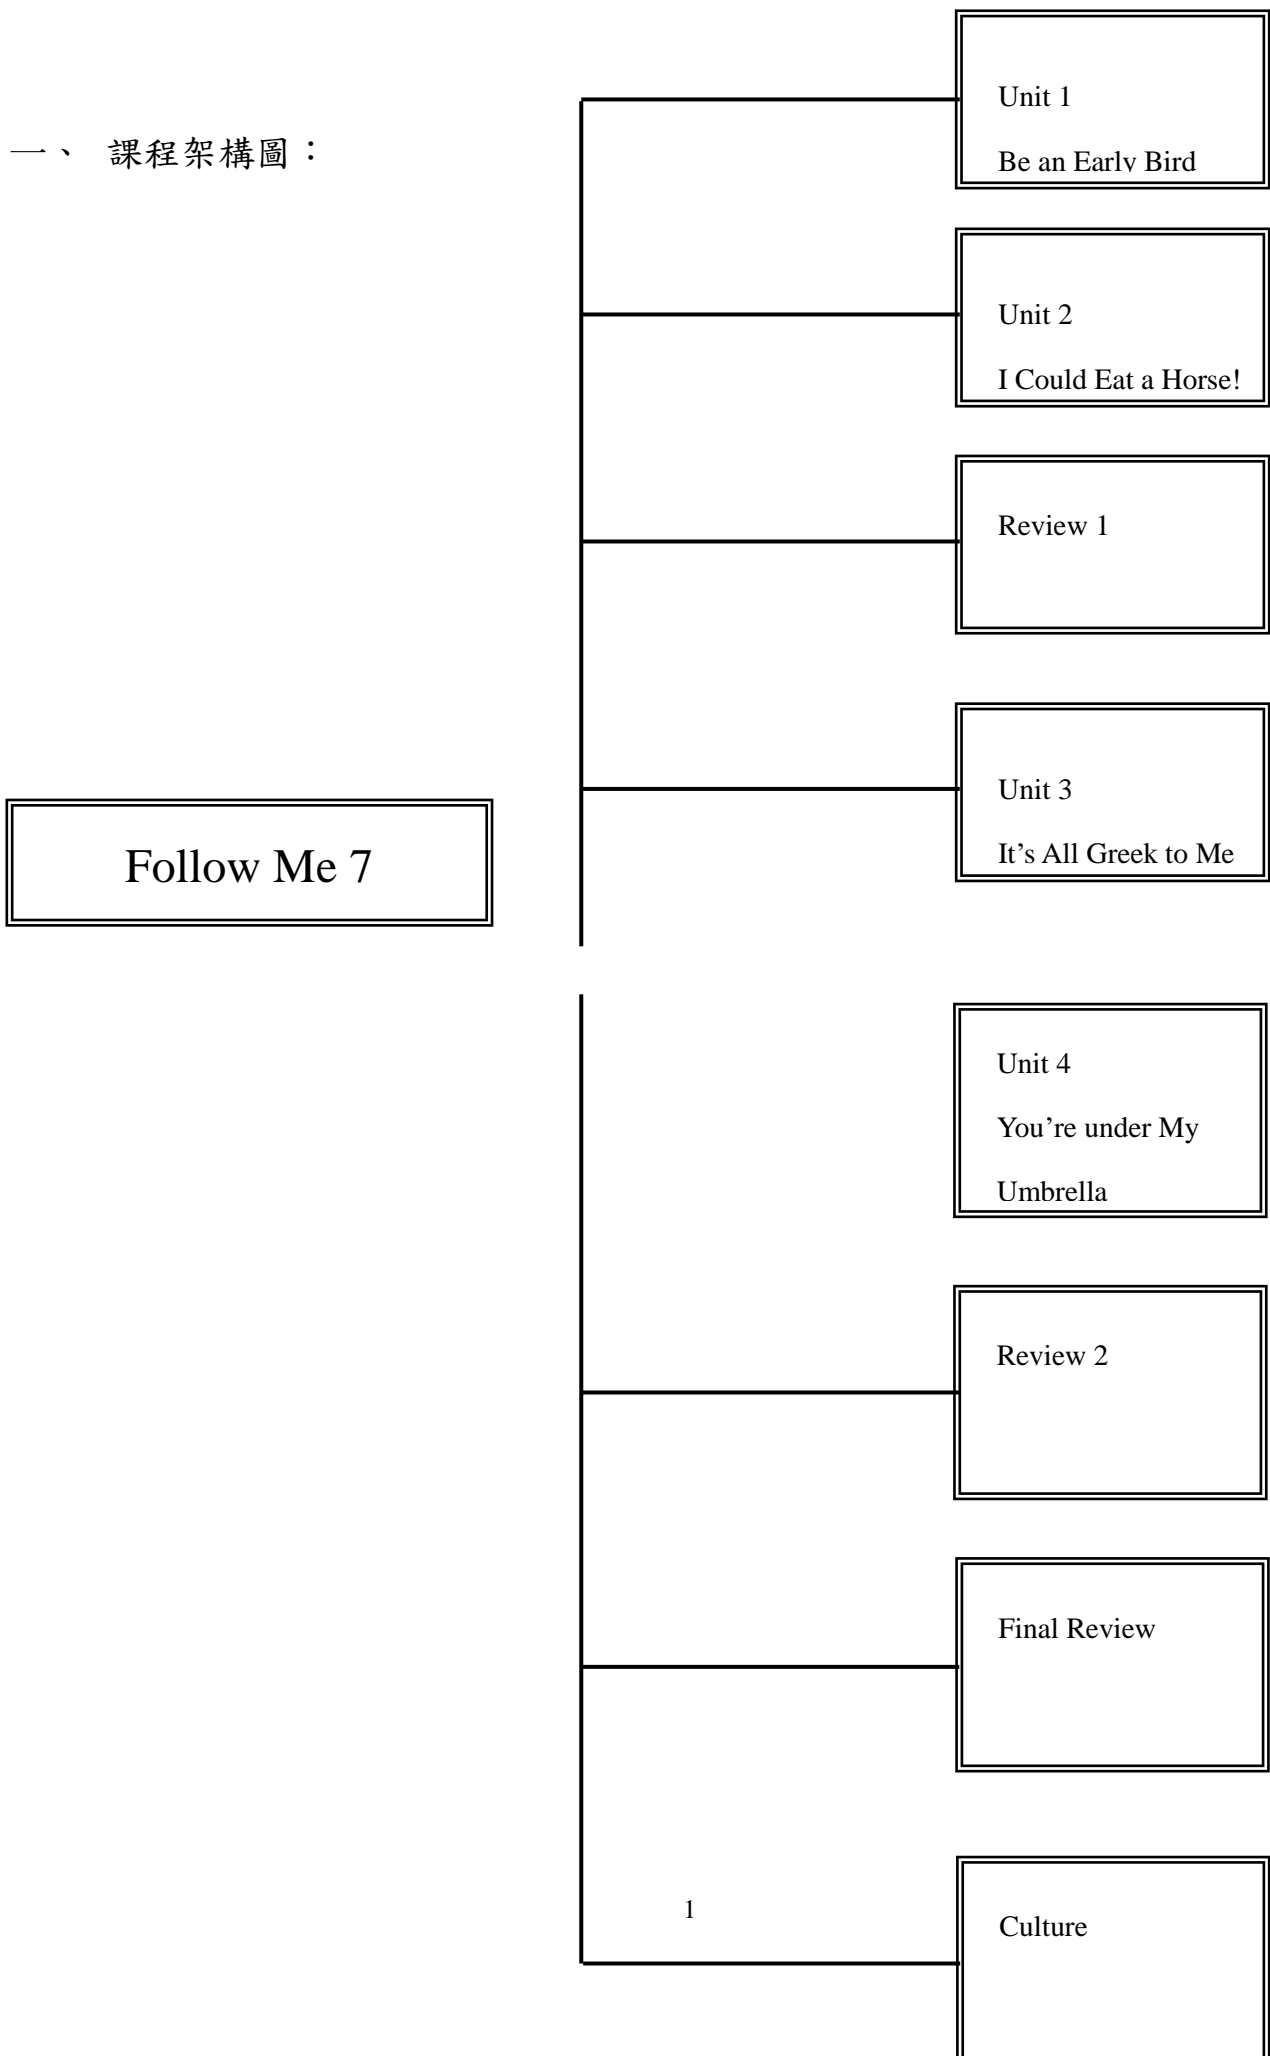 一、 課程架構圖：
Unit 1
Be an Early Bird
Unit 2
I Could Eat a Horse!
Review 1
Unit 3
It’s All Greek to Me
Follow Me 7
Unit 4
You’re under My
Umbrella
Review 2
Final Review
1
Culture